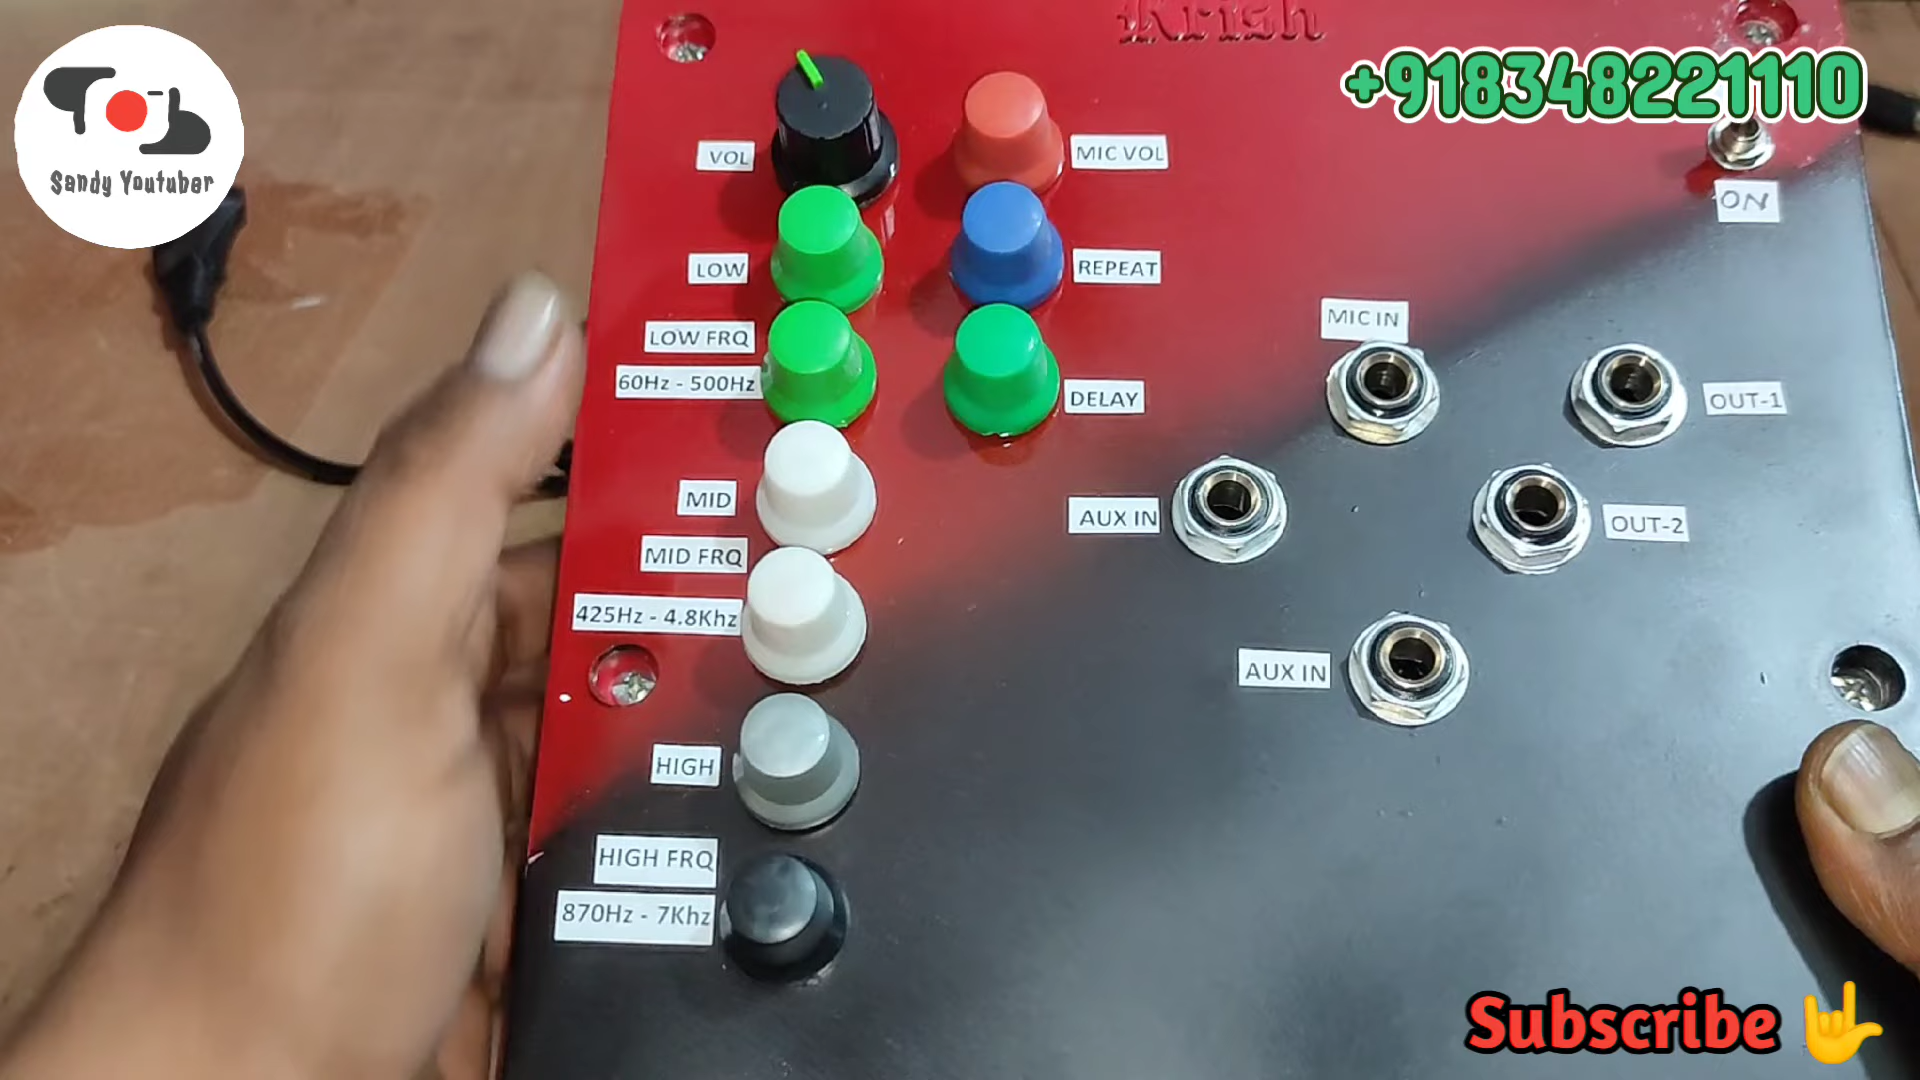 Krish
+918348221110
Sandy Youtuber
VOL
MIC VOL
ON
LOW
REPEAT
LOW FRQ
MIC IN
60Hz - 500Hz
DELAY
OUT-1
MID
AUX IN
OUT-2
MID FRQ
425Hz - 4.8Khz
AUX IN
HIGH
HIGH FRQ
870Hz - 7Khz
Subscribe